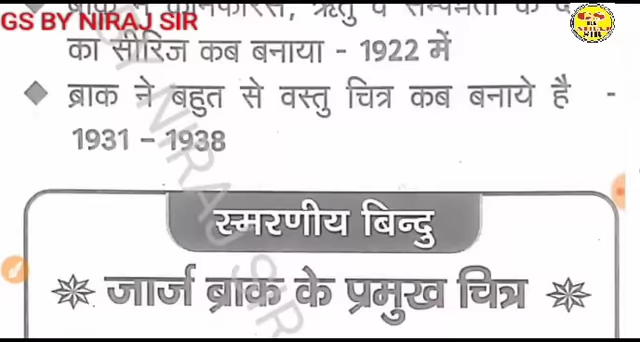 GS BY NIRAJ SIR
का सीरिज कब बनाया - 1922 में
ब्राक ने बहुत से वस्तु चित्र कब बनाये है -
1931 – 1938
स्मरणीय बिन्दु
जार्ज ब्राक के प्रमुख चित्र